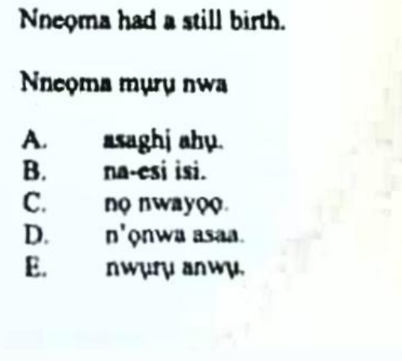 Nneọma had a still birth.
Nneọma mụrụ nwa
A. asaghị ahụ.
B. na-esi isi.
C. nọ nwayọọ.
D. n'ọnwa asaa.
E. nwụrụ anwụ.